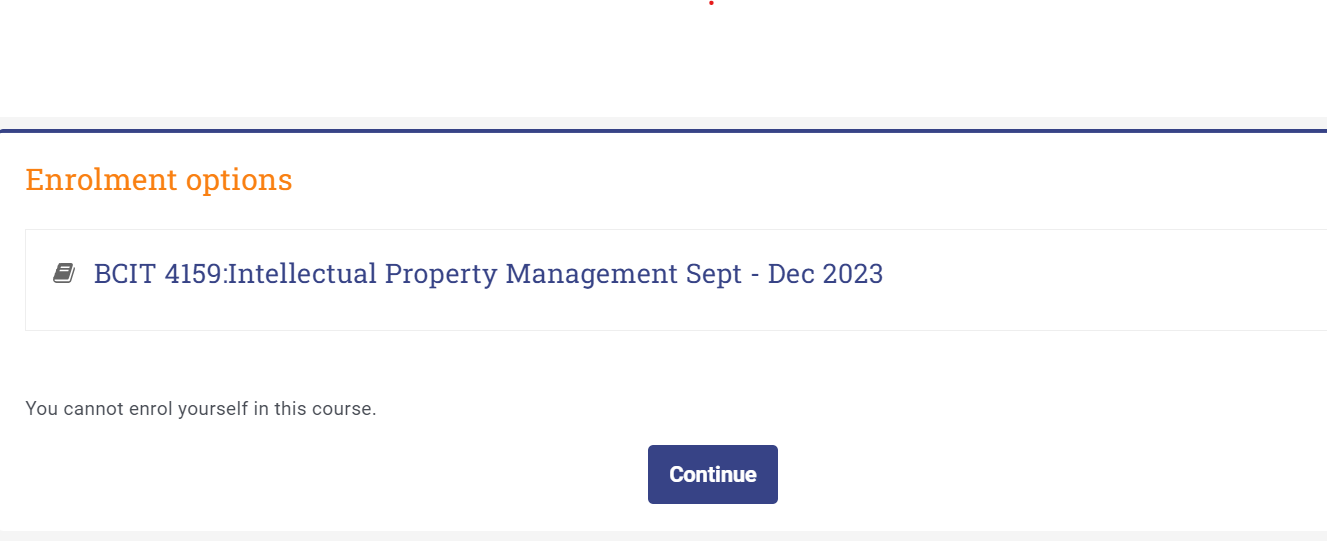 Enrolment options
BCIT 4159:Intellectual Property Management Sept - Dec 2023
You cannot enrol yourself in this course.
Continue